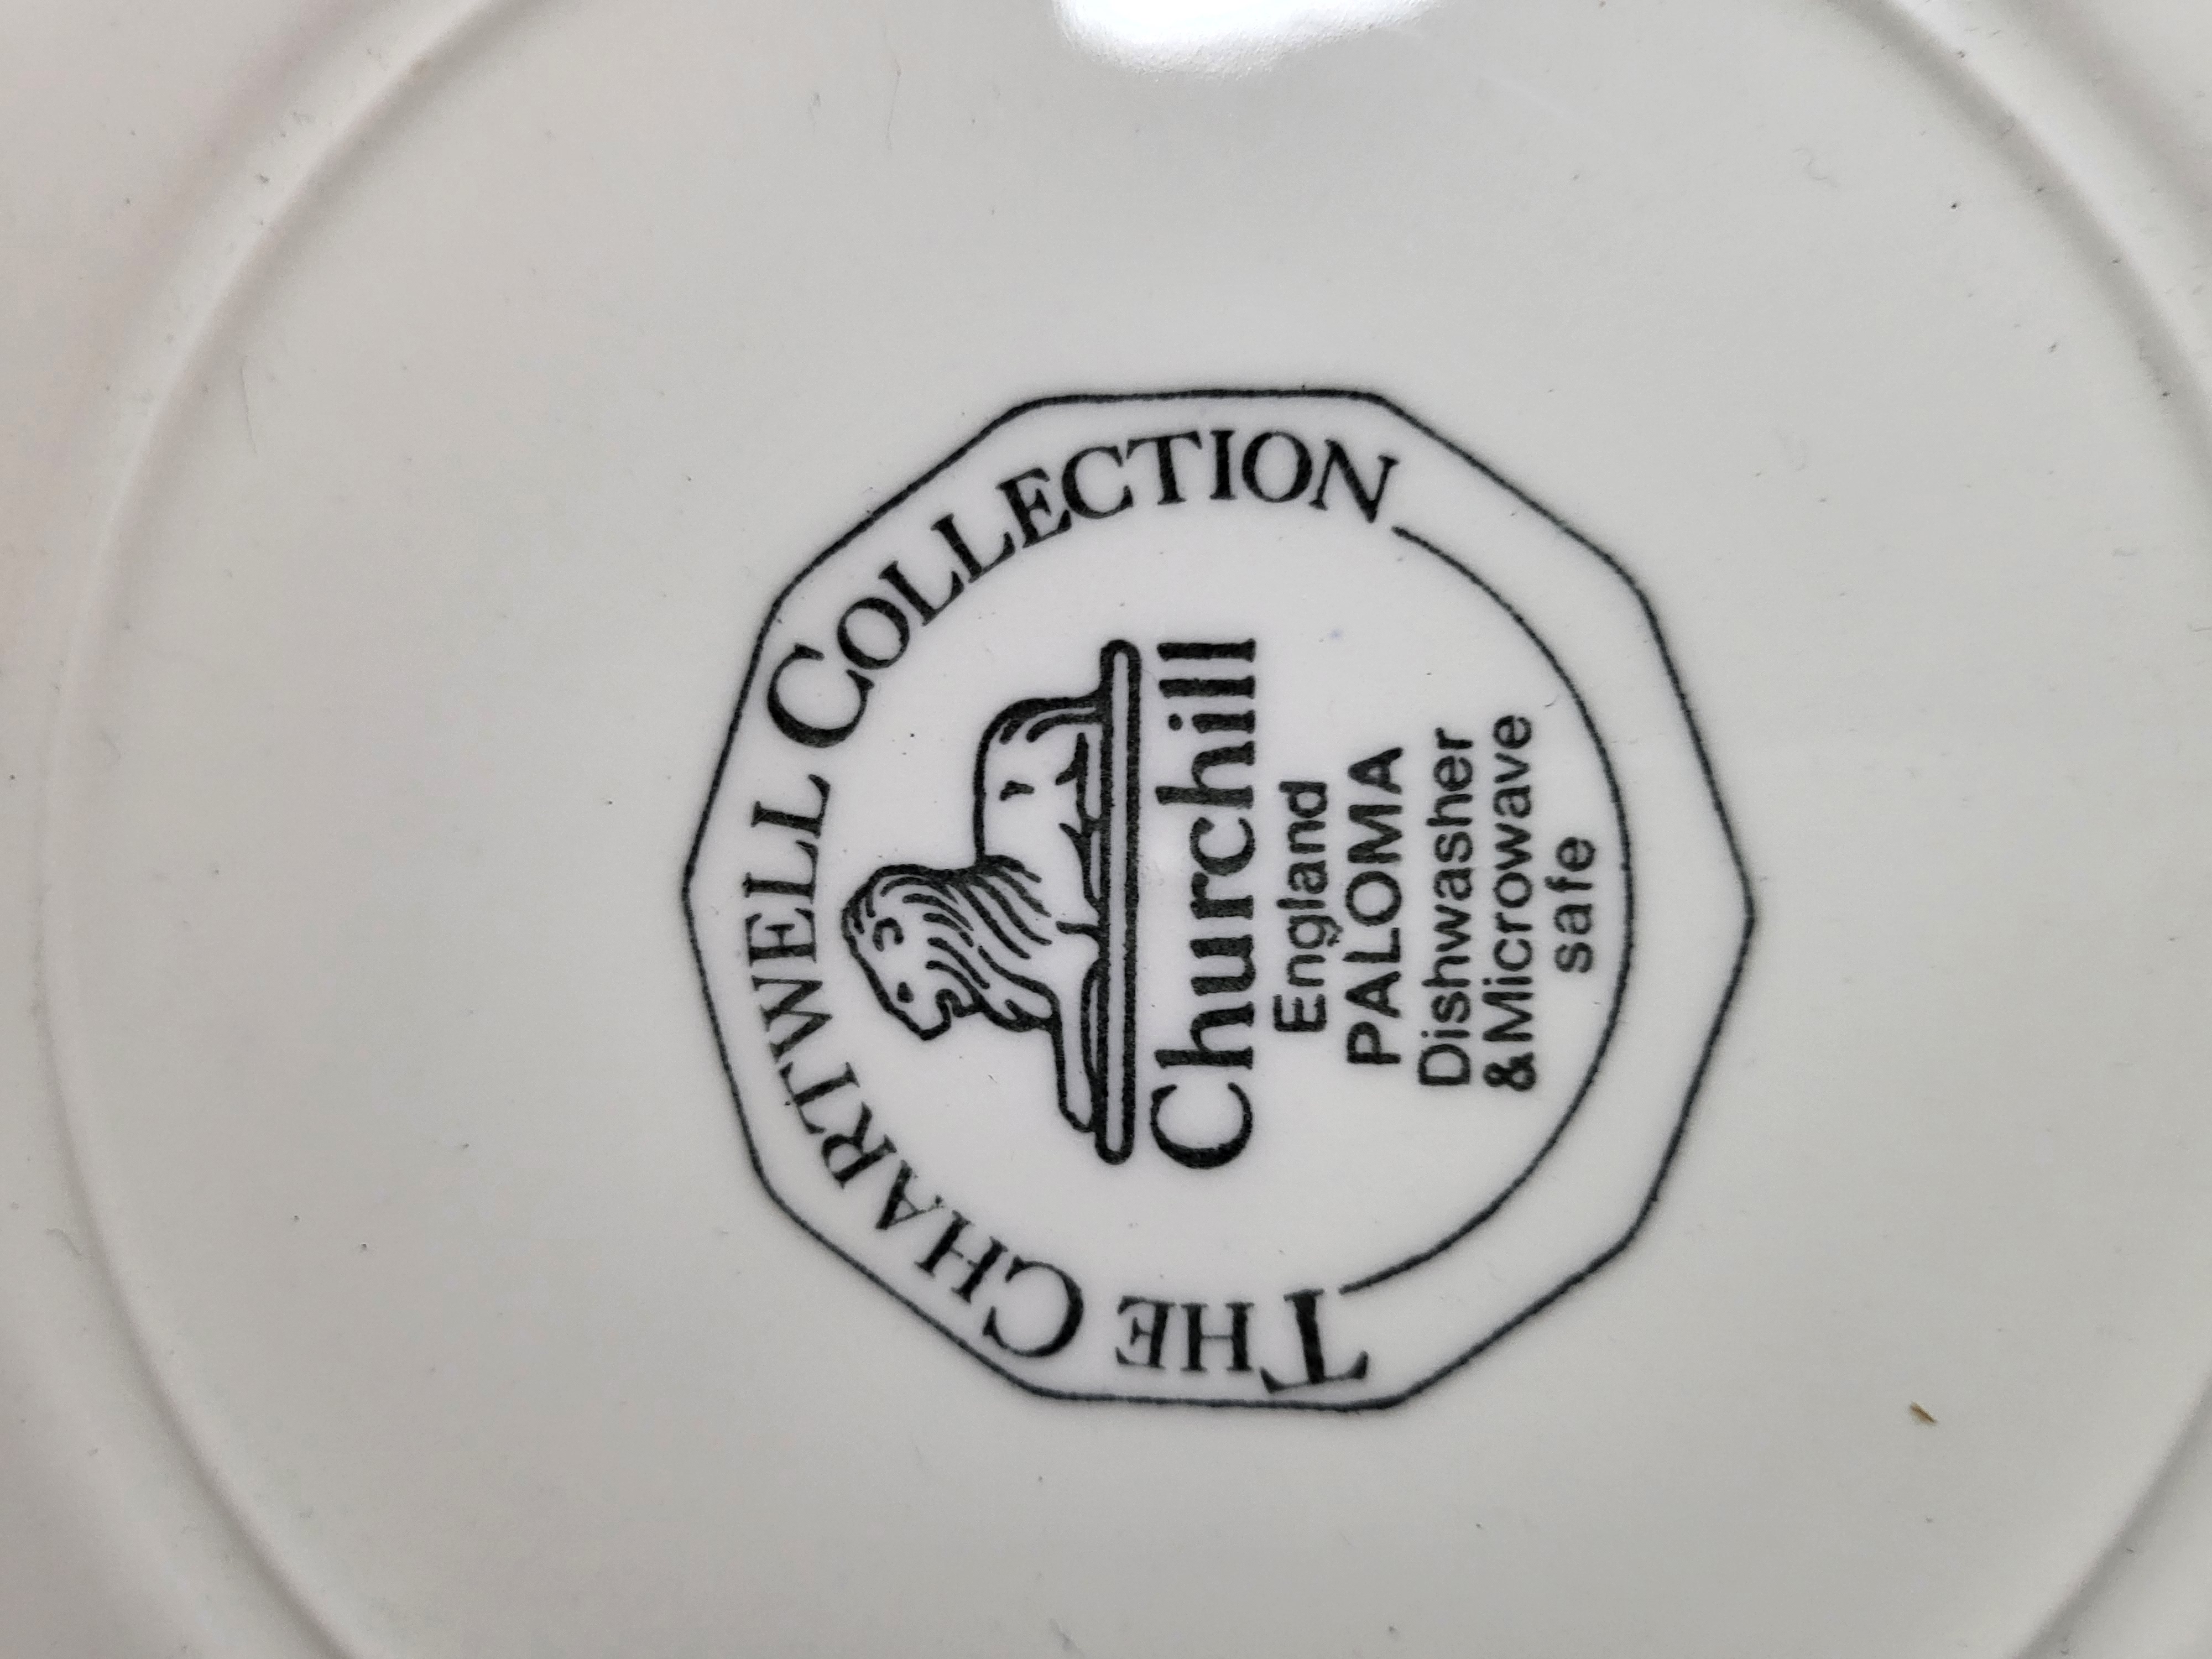 THE CHARTWELL COLLECTION
Churchill
England
PALOMA
Dishwasher
&Microwave
safe